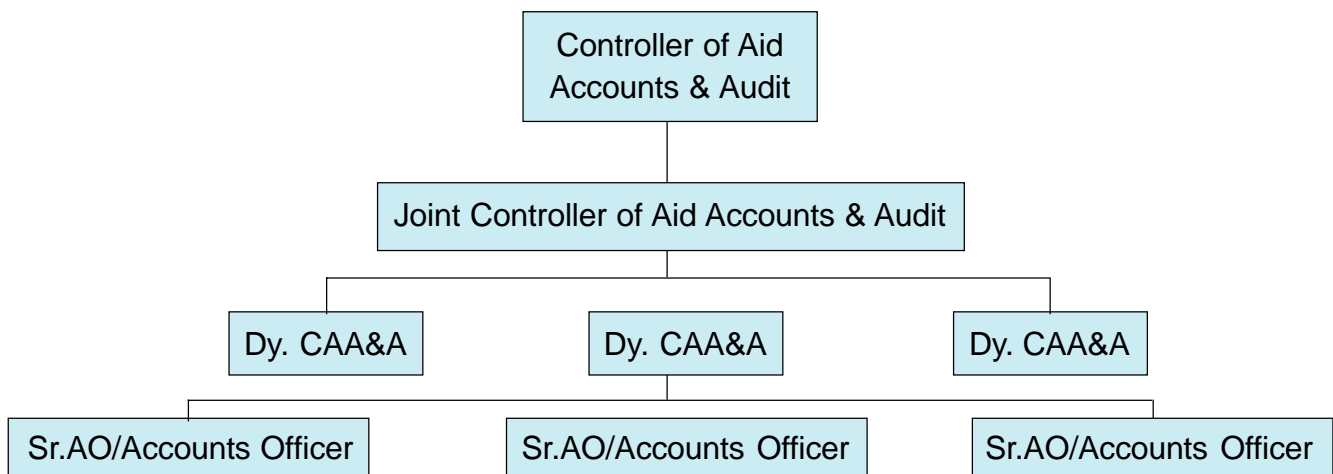 Controller of Aid
Accounts & Audit
Joint Controller of Aid Accounts & Audit
Dy. CAA&A
Dy. CAA&A
Dy. CAA&A
Sr.AO/Accounts Officer
Sr.AO/Accounts Officer
Sr.AO/Accounts Officer